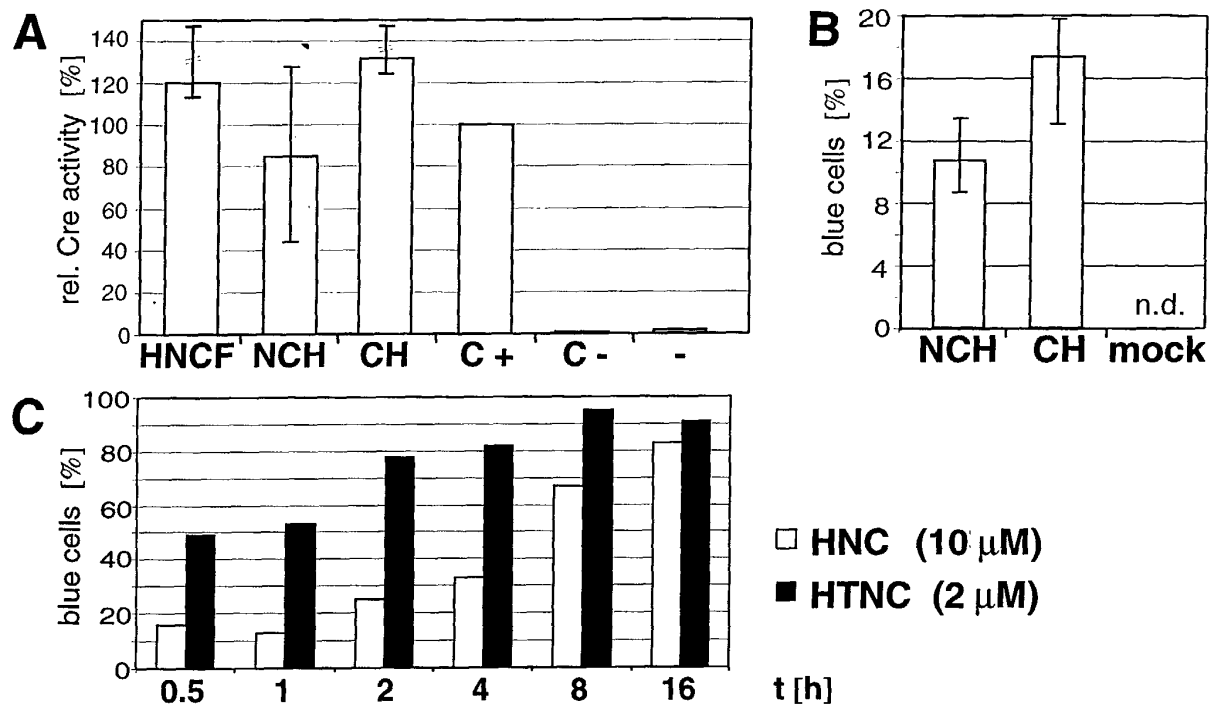 A
rel. Cre activity [%]
140
120
100
80
60
40
20
0
HNCF NCH CH C + C - -
B
blue cells [%]
20
16
12
8
4
0
n.d.
NCH CH mock
C
blue cells [%]
100
80
60
40
20
0
0.5 1 2 4 8 16 t [h]
HNC (10 µM)
HTNC (2 µM)